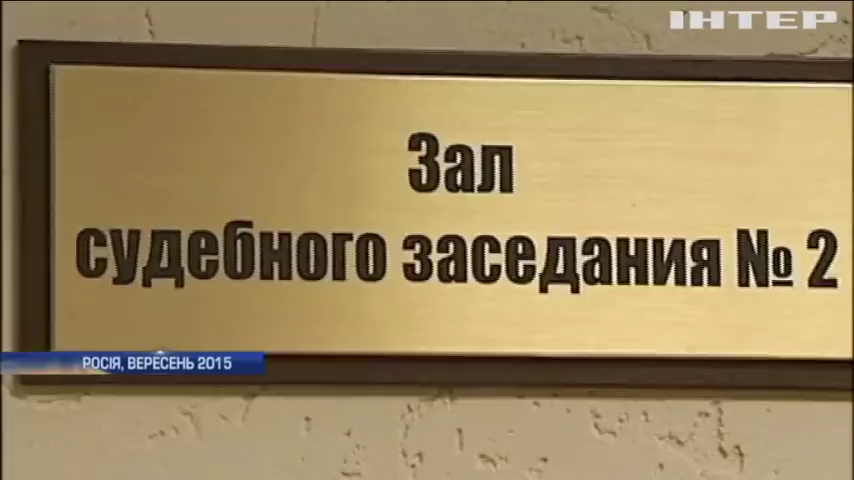 ІНТЕР
Зал
судебного заседания № 2
РОСІЯ, ВЕРЕСЕНЬ 2015